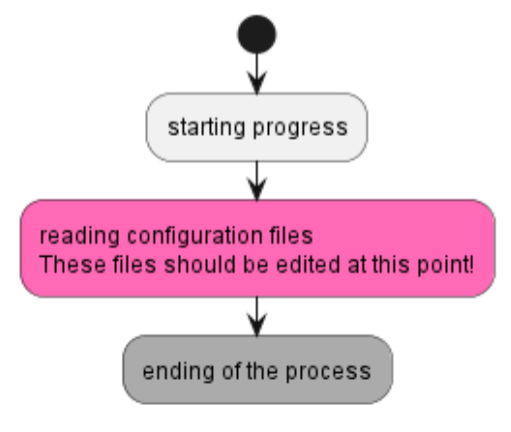 starting progress
reading configuration files
These files should be edited at this point!
ending of the process